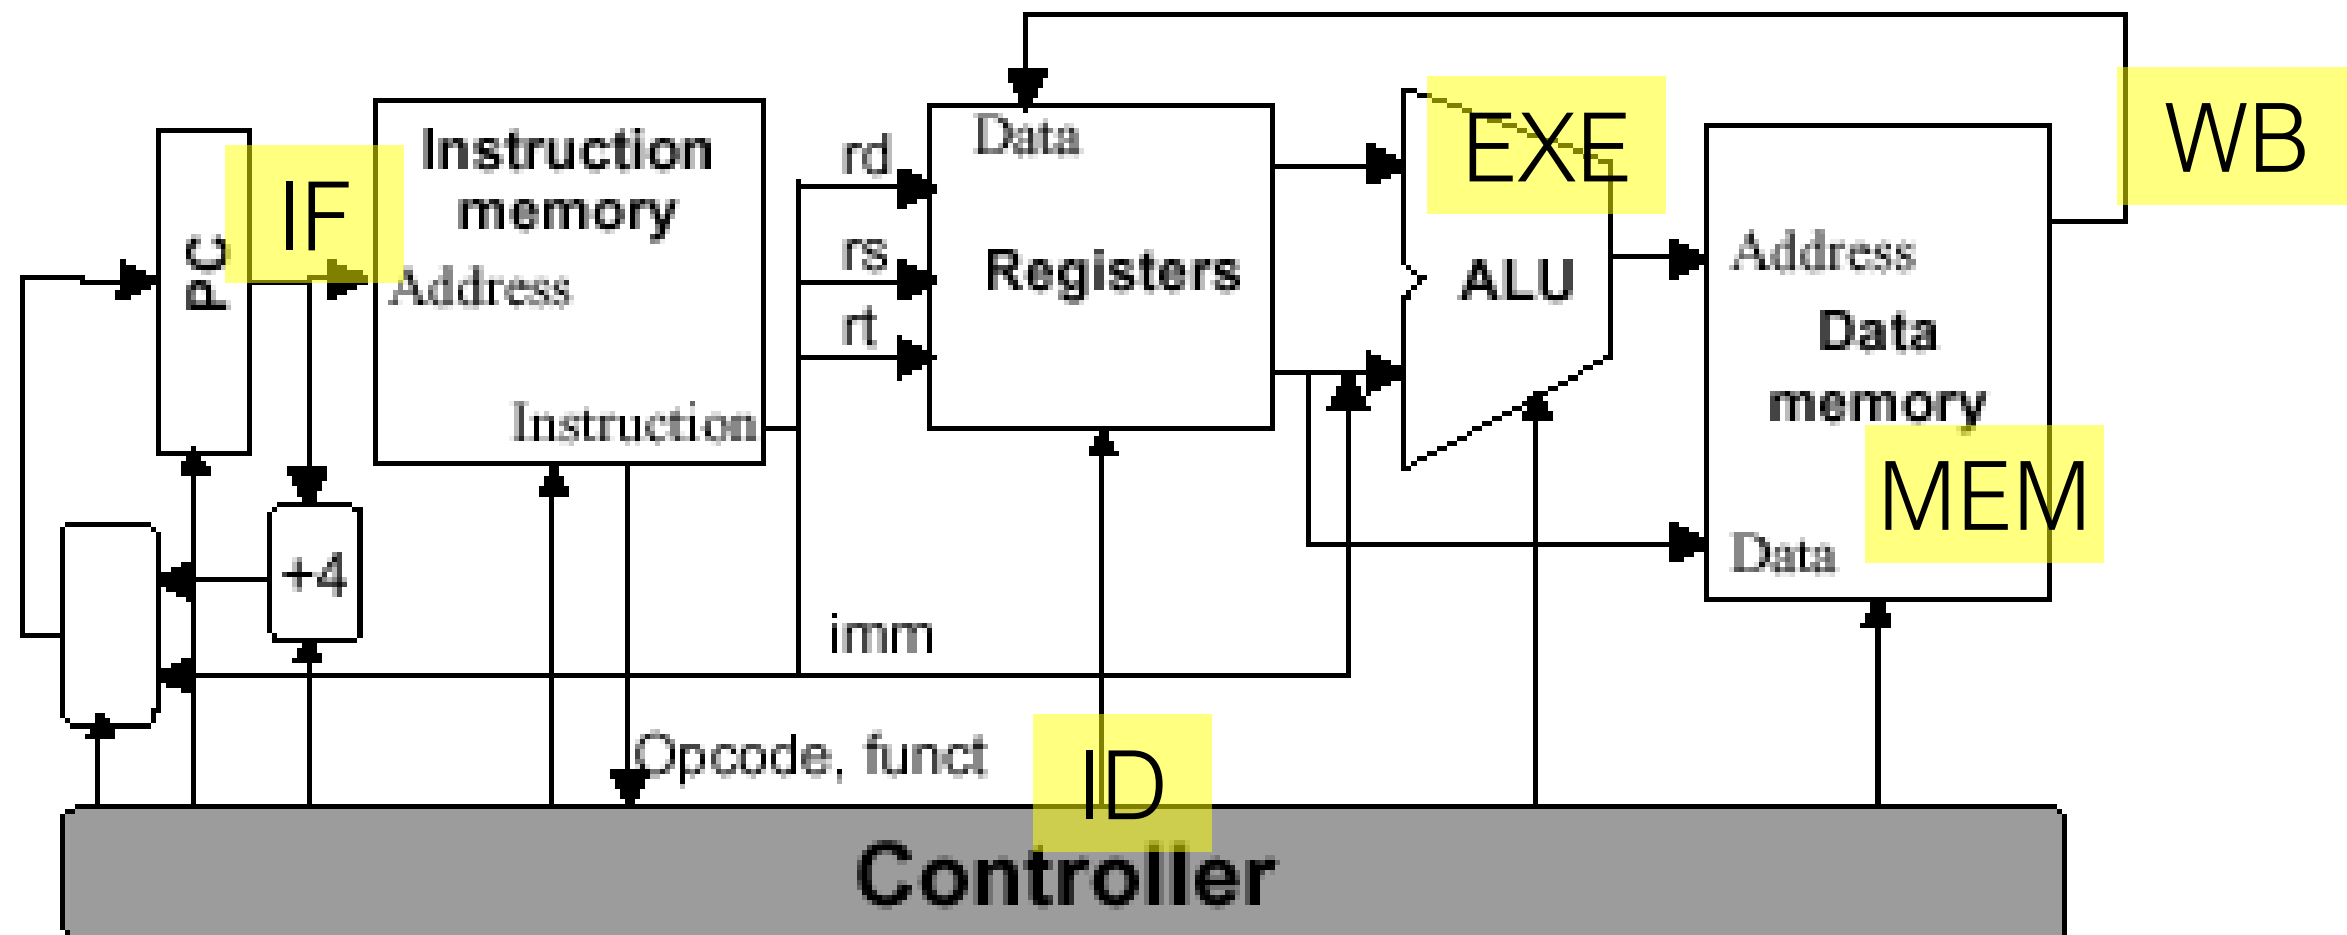 PC
IF
Instruction
memory
Address
Instruction
+4
rd
rs
rt
imm
Opcode, funct
Data
Registers
EXE
ALU
Address
Data
memory
MEM
Data
WB
ID
Controller